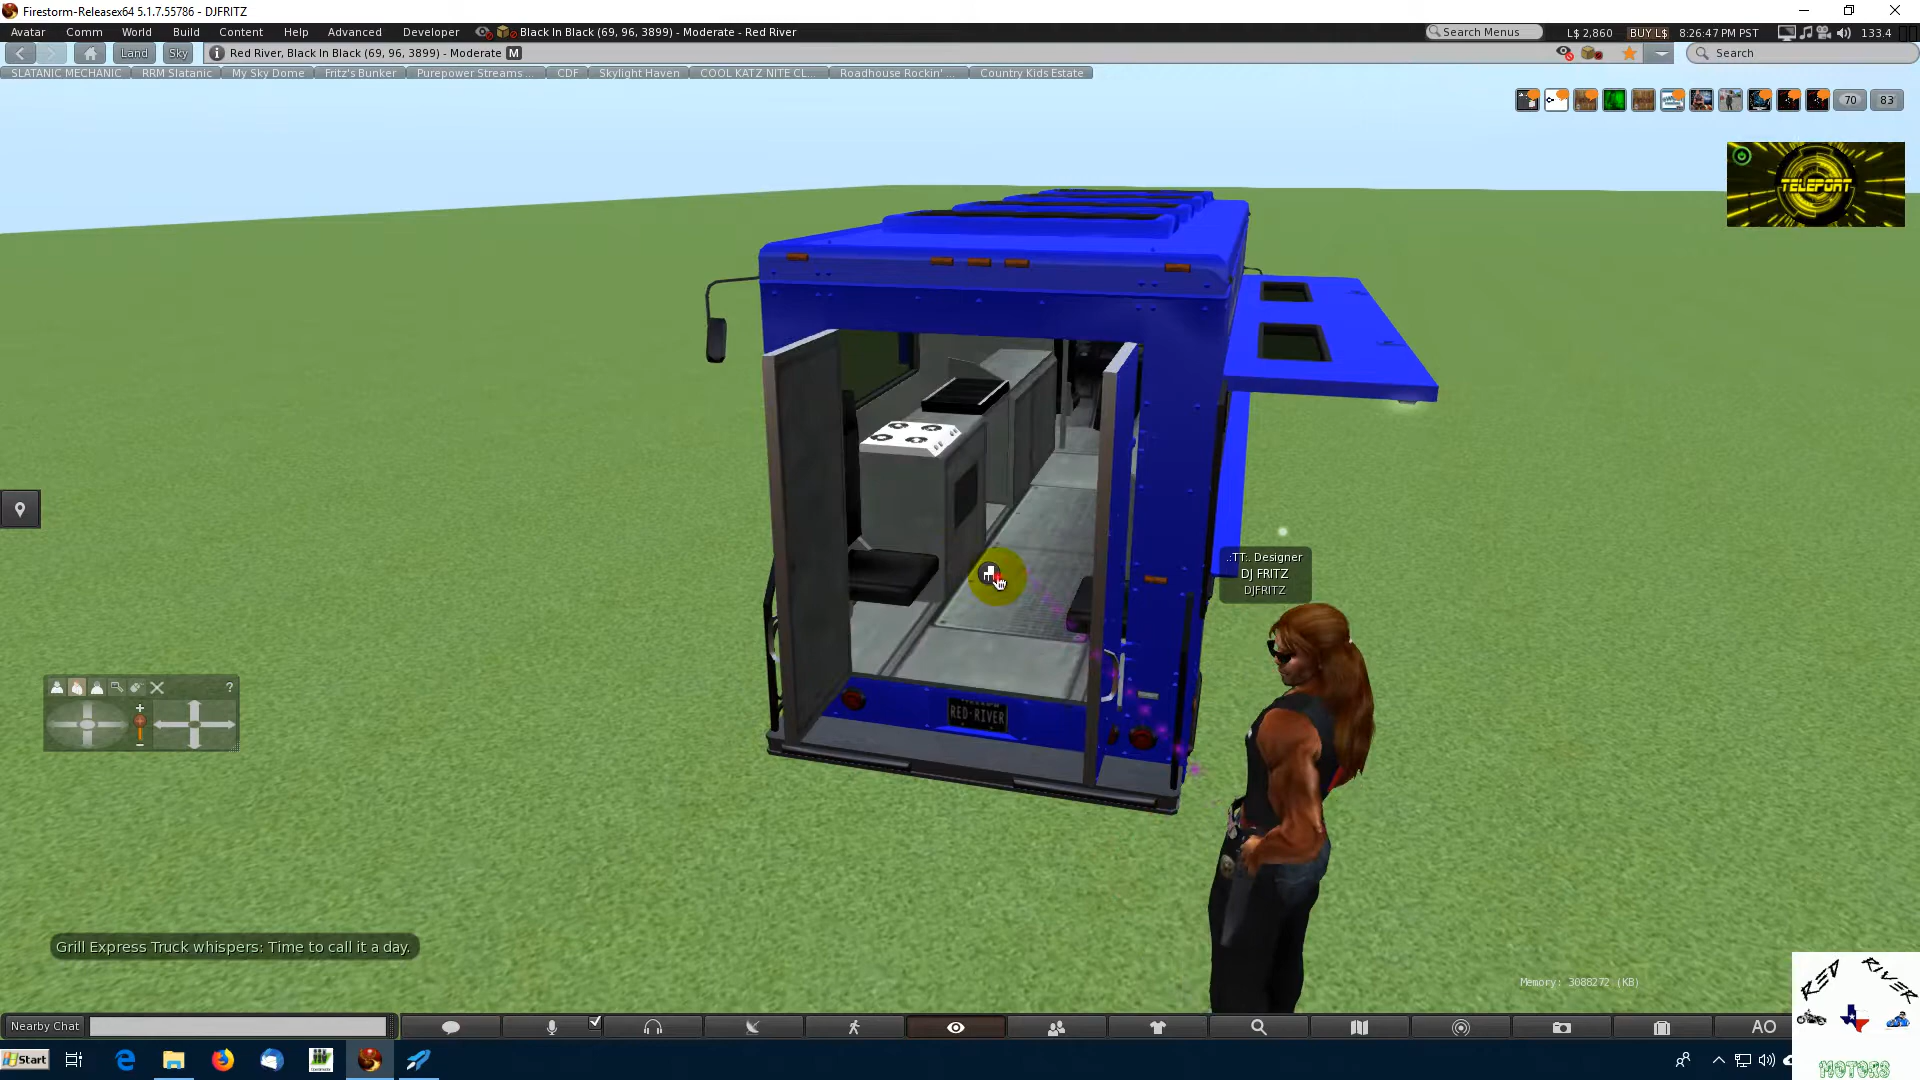 Firestorm-Releasex64 5.1.7.55786 - DJFRITZ
Avatar Comm World Build Content Help Advanced Developer Black In Black (69, 96, 3899) - Moderate - Red River Search Menus L$ 2,860 BUY L$ 8:26:47 PM PST 133.4
Land Sky Red River, Black In Black (69, 96, 3899) - Moderate M Search
SLATANIC MECHANIC RRM Slatanic My Sky Dome Fritz's Bunker Purepower Streams ... CDF Skylight Haven COOL KATZ NITE CL... Roadhouse Rockin' ... Country Kids Estate
70 83
TELEPORT
.:TT:. Designer
DJ FRITZ
DJFRITZ
?
RED-RIVER
Grill Express Truck whispers: Time to call it a day.
Memory: 3088272 (KB)
RED RIVER
MOTORS
Nearby Chat
AO
Start